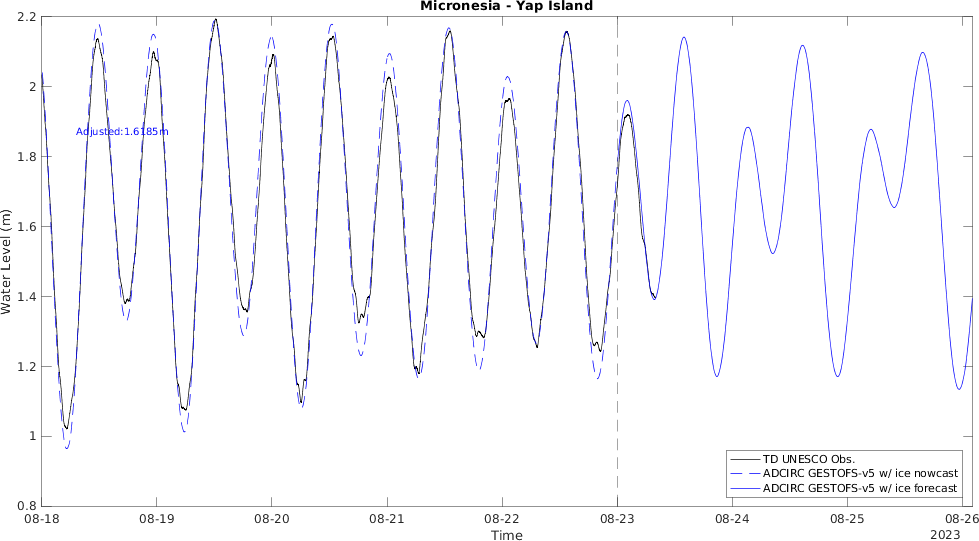 Micronesia - Yap Island
2.2
2
1.8
1.6
1.4
1.2
1
0.8
Water Level (m)
Adjusted:1.6185m
TD UNESCO Obs.
ADCIRC GESTOFS-v5 w/ ice nowcast
ADCIRC GESTOFS-v5 w/ ice forecast
08-18 08-19 08-20 08-21 08-22 08-23 08-24 08-25 08-26
Time
2023